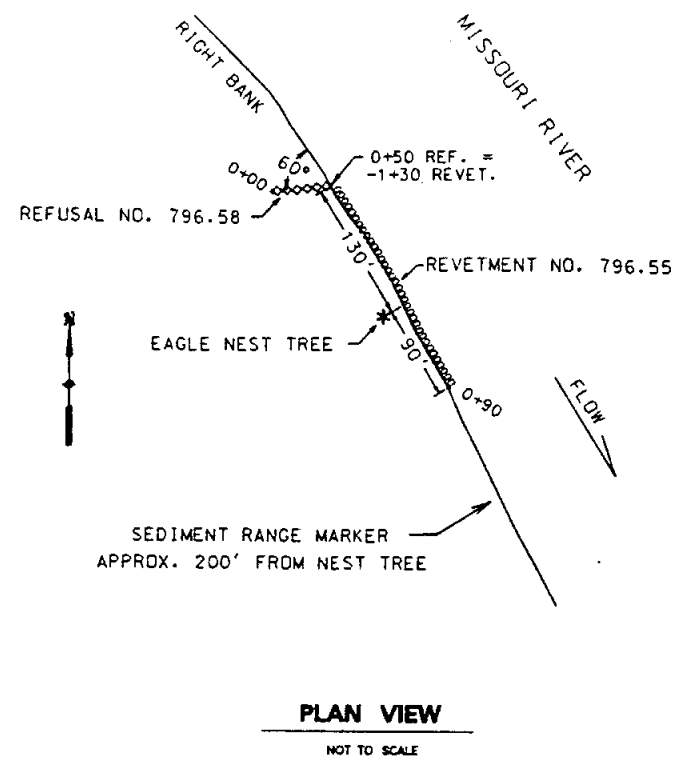 MISSOURI RIVER
RIGHT BANK
60°
0+00
0+50 REF. =
-1+30 REVET.
REFUSAL NO. 796.58
130'
REVETMENT NO. 796.55
N
EAGLE NEST TREE
90'
0+90
FLOW
SEDIMENT RANGE MARKER
APPROX. 200' FROM NEST TREE
PLAN VIEW
NOT TO SCALE